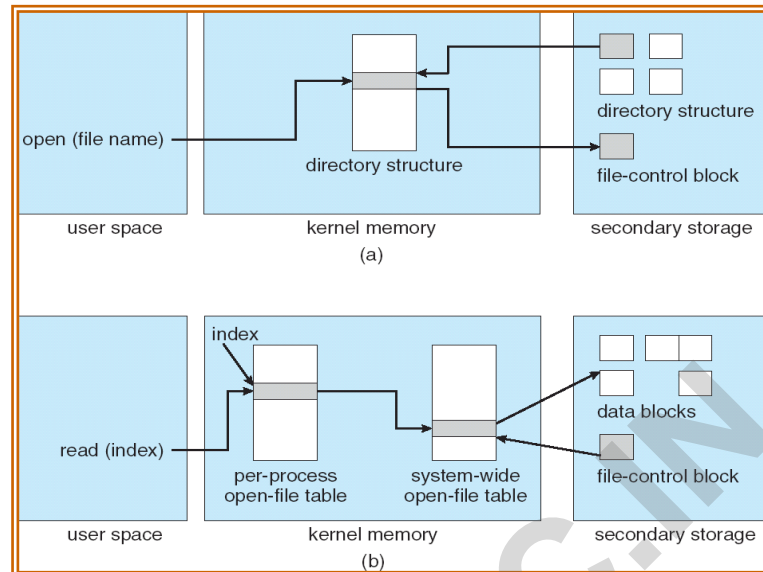 directory structure
open (file name)
directory structure
file-control block
user space
kernel memory
secondary storage
(a)
index
data blocks
read (index)
per-process
open-file table
system-wide
open-file table
file-control block
user space
kernel memory
secondary storage
(b)
C.IN